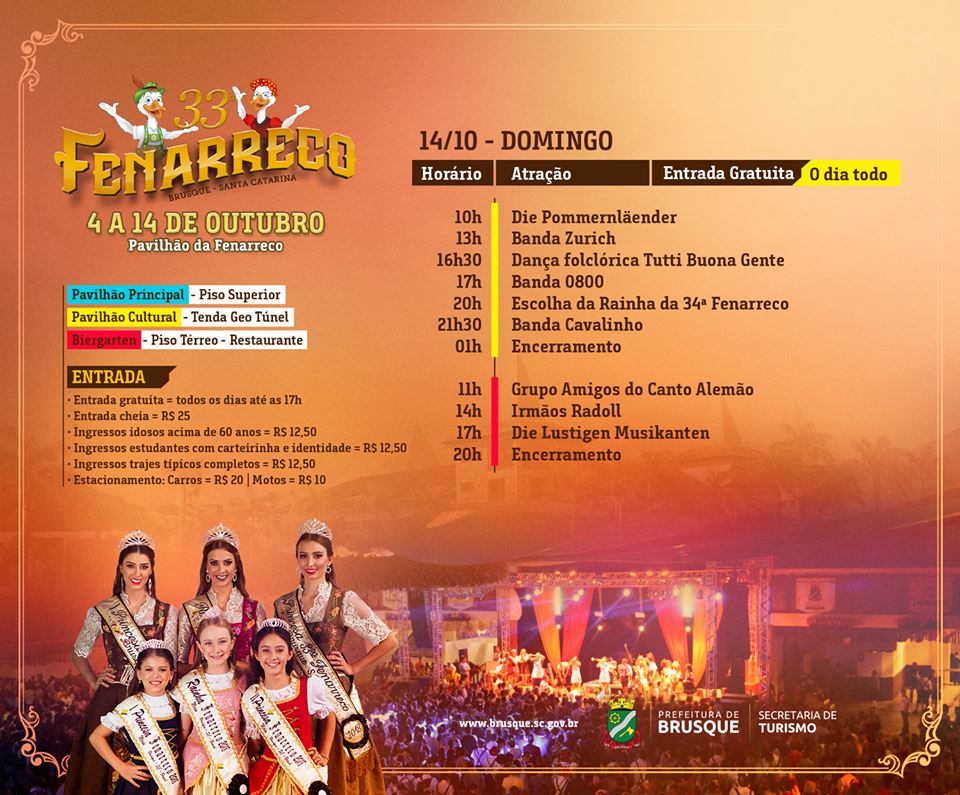 33ª
FENARRECO
BRUSQUE - SANTA CATARINA
4 A 14 DE OUTUBRO
Pavilhão da Fenarreco
Pavilhão Principal - Piso Superior
Pavilhão Cultural - Tenda Geo Túnel
Biergarten - Piso Térreo - Restaurante
ENTRADA
· Entrada gratuita = todos os dias até as 17h
· Entrada cheia = R$ 25
· Ingressos idosos acima de 60 anos = R$ 12,50
· Ingressos estudantes com carteirinha e identidade = R$ 12,50
· Ingressos trajes típicos completos = R$ 12,50
· Estacionamento: Carros = R$ 20 | Motos = R$ 10
14/10 - DOMINGO
Horário Atração Entrada Gratuita O dia todo
10h Die Pommernläender
13h Banda Zurich
16h30 Dança folclórica Tutti Buona Gente
17h Banda 0800
20h Escolha da Rainha da 34ª Fenarreco
21h30 Banda Cavalinho
01h Encerramento
11h Grupo Amigos do Canto Alemão
14h Irmãos Radoll
17h Die Lustigen Musikanten
20h Encerramento
www.brusque.sc.gov.br
PREFEITURA DE
BRUSQUE
SECRETARIA DE
TURISMO